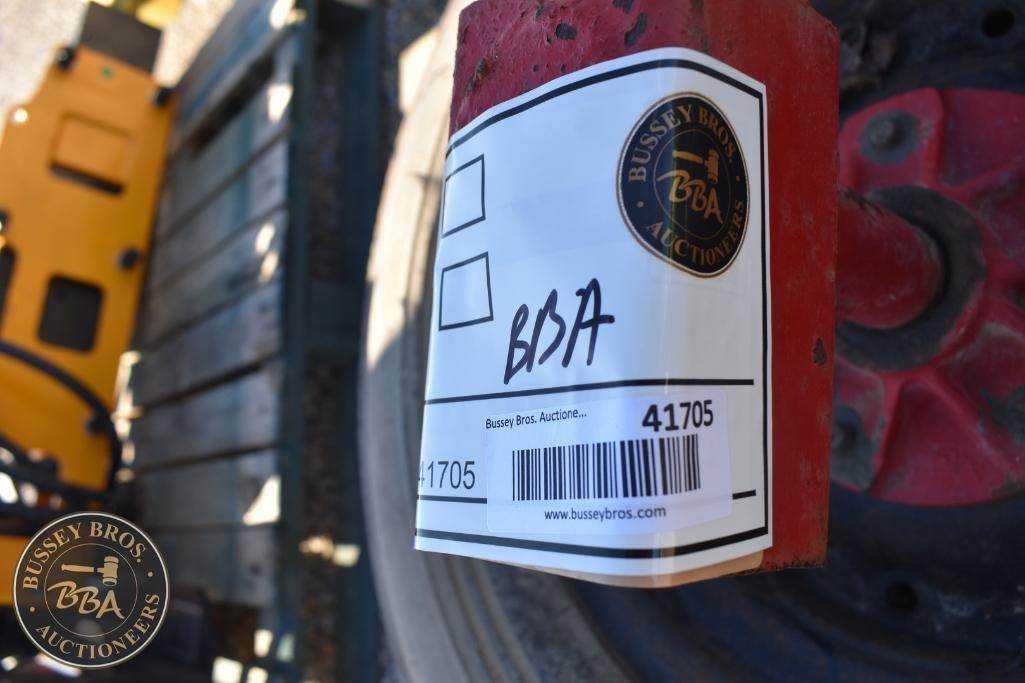 BUSSEY BROS.
BBA
AUCTIONEERS
BBA
Bussey Bros. Auctione...
41705
41705
www.busseybros.com
BUSSEY BROS.
BBA
AUCTIONEERS